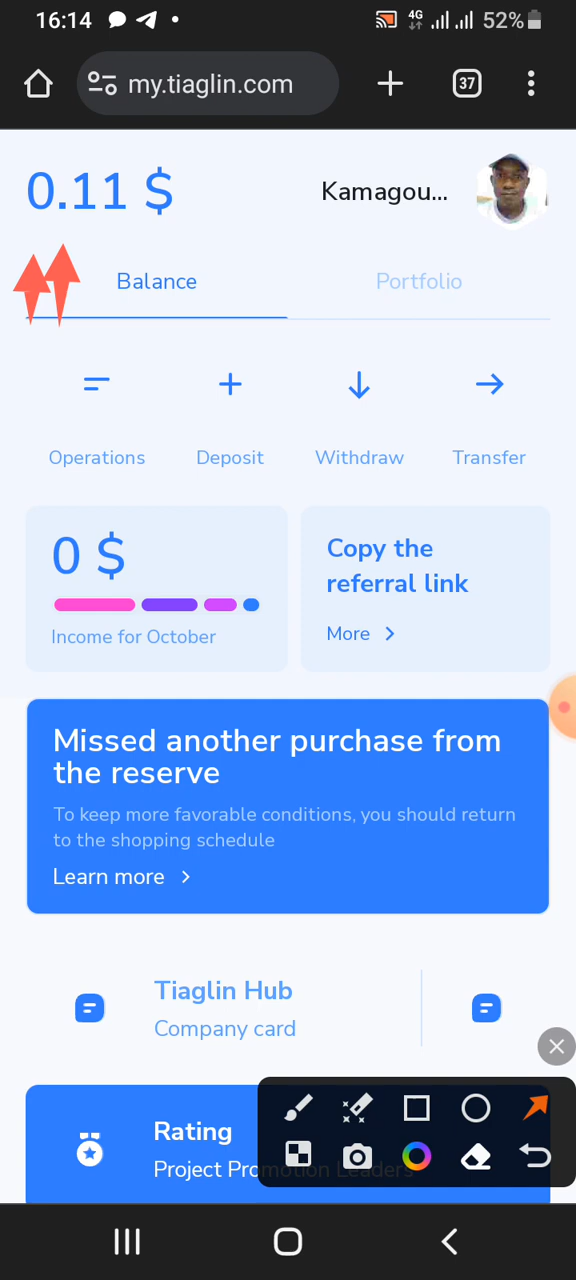 16:14
4G
52%
my.tiaglin.com
37
0.11 $
Kamagou...
Balance
Portfolio
Operations
Deposit
Withdraw
Transfer
0 $
Income for October
Copy the
referral link
More
Missed another purchase from
the reserve
To keep more favorable conditions, you should return
to the shopping schedule
Learn more
Tiaglin Hub
Company card
Rating
Project Promotion Leaders